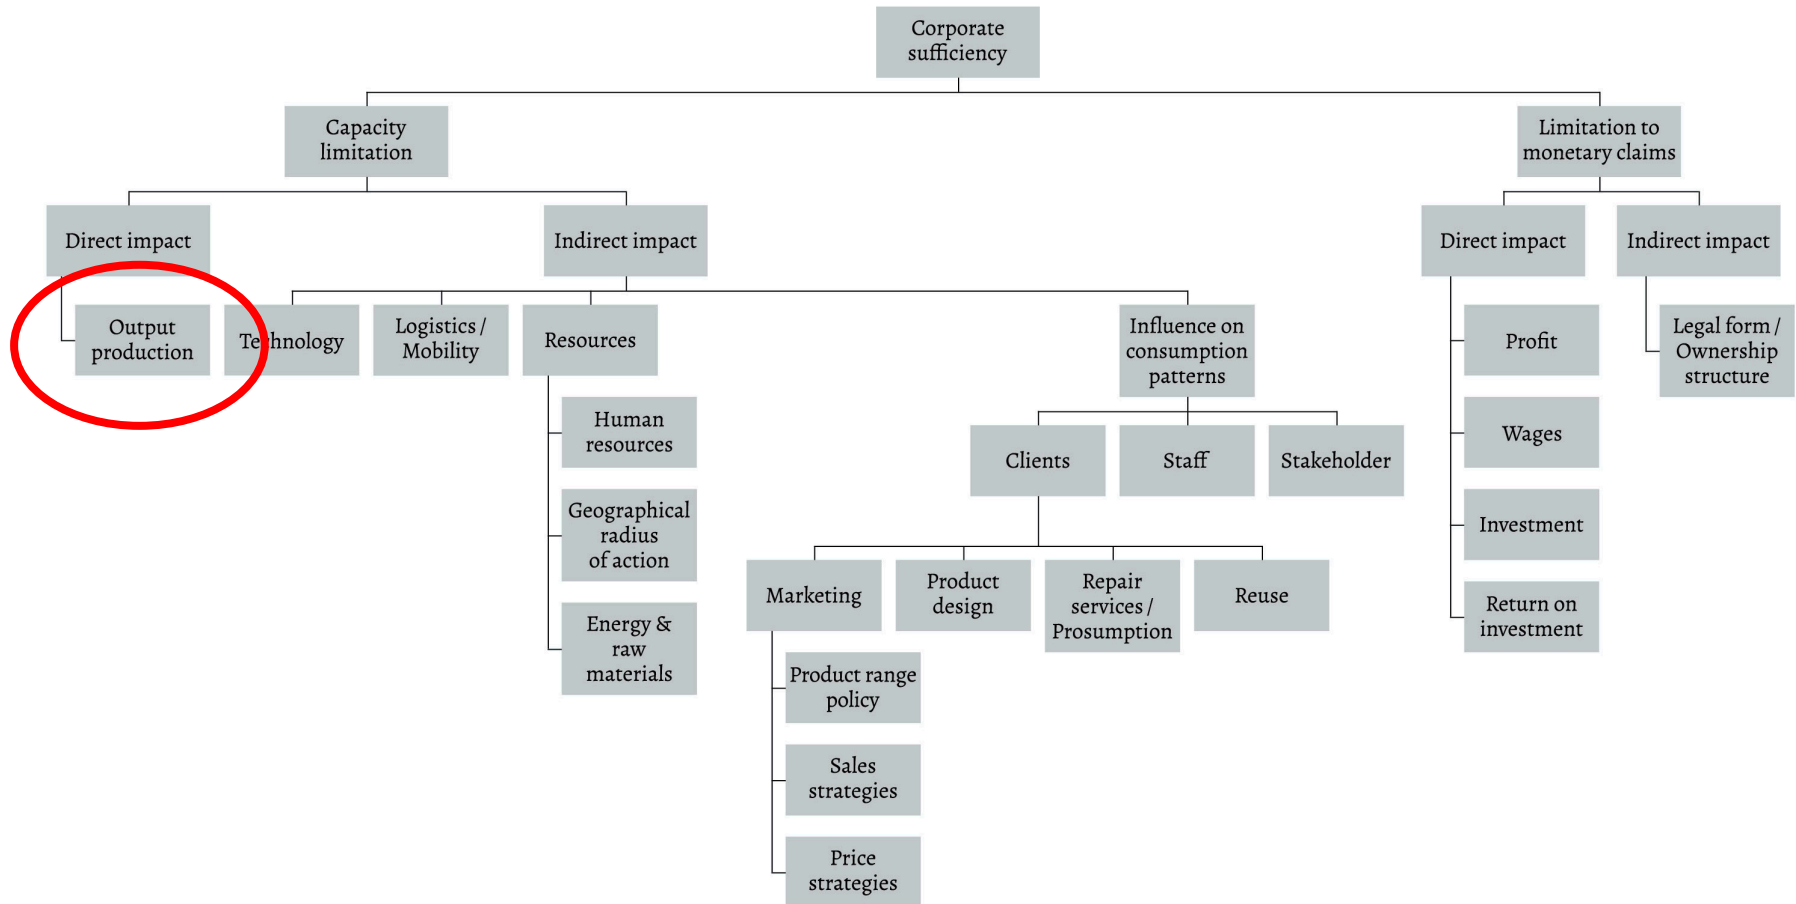 Corporate
sufficiency
Capacity
limitation
Limitation to
monetary claims
Direct impact
Indirect impact
Direct impact
Indirect impact
Output
production
Technology
Logistics /
Mobility
Resources
Influence on
consumption
patterns
Profit
Legal form /
Ownership
structure
Human
resources
Clients
Staff
Stakeholder
Wages
Geographical
radius
of action
Investment
Marketing
Product
design
Repair
services /
Prosumption
Reuse
Return on
investment
Energy &
raw
materials
Product range
policy
Sales
strategies
Price
strategies